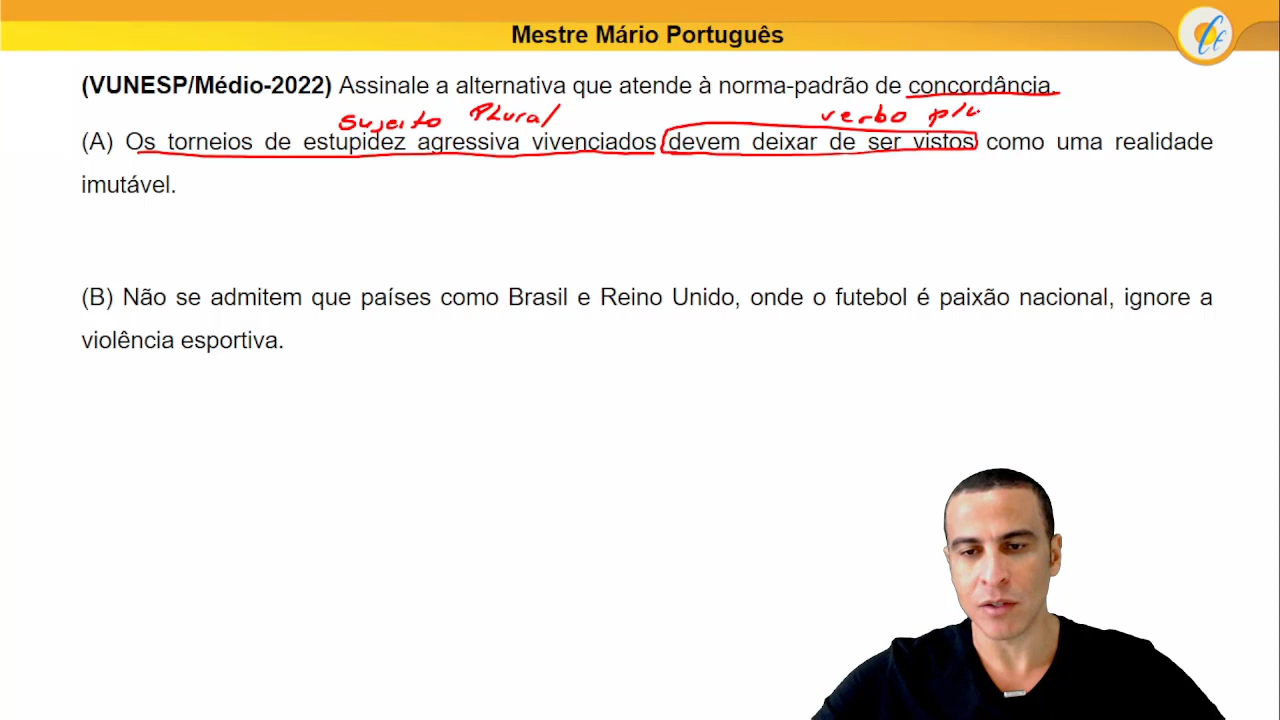 Mestre Mário Português
(VUNESP/Médio-2022) Assinale a alternativa que atende à norma-padrão de concordância.
sujeito plural verbo plu
(A) Os torneios de estupidez agressiva vivenciados devem deixar de ser vistos como uma realidade
imutável.
(B) Não se admitem que países como Brasil e Reino Unido, onde o futebol é paixão nacional, ignore a
violência esportiva.